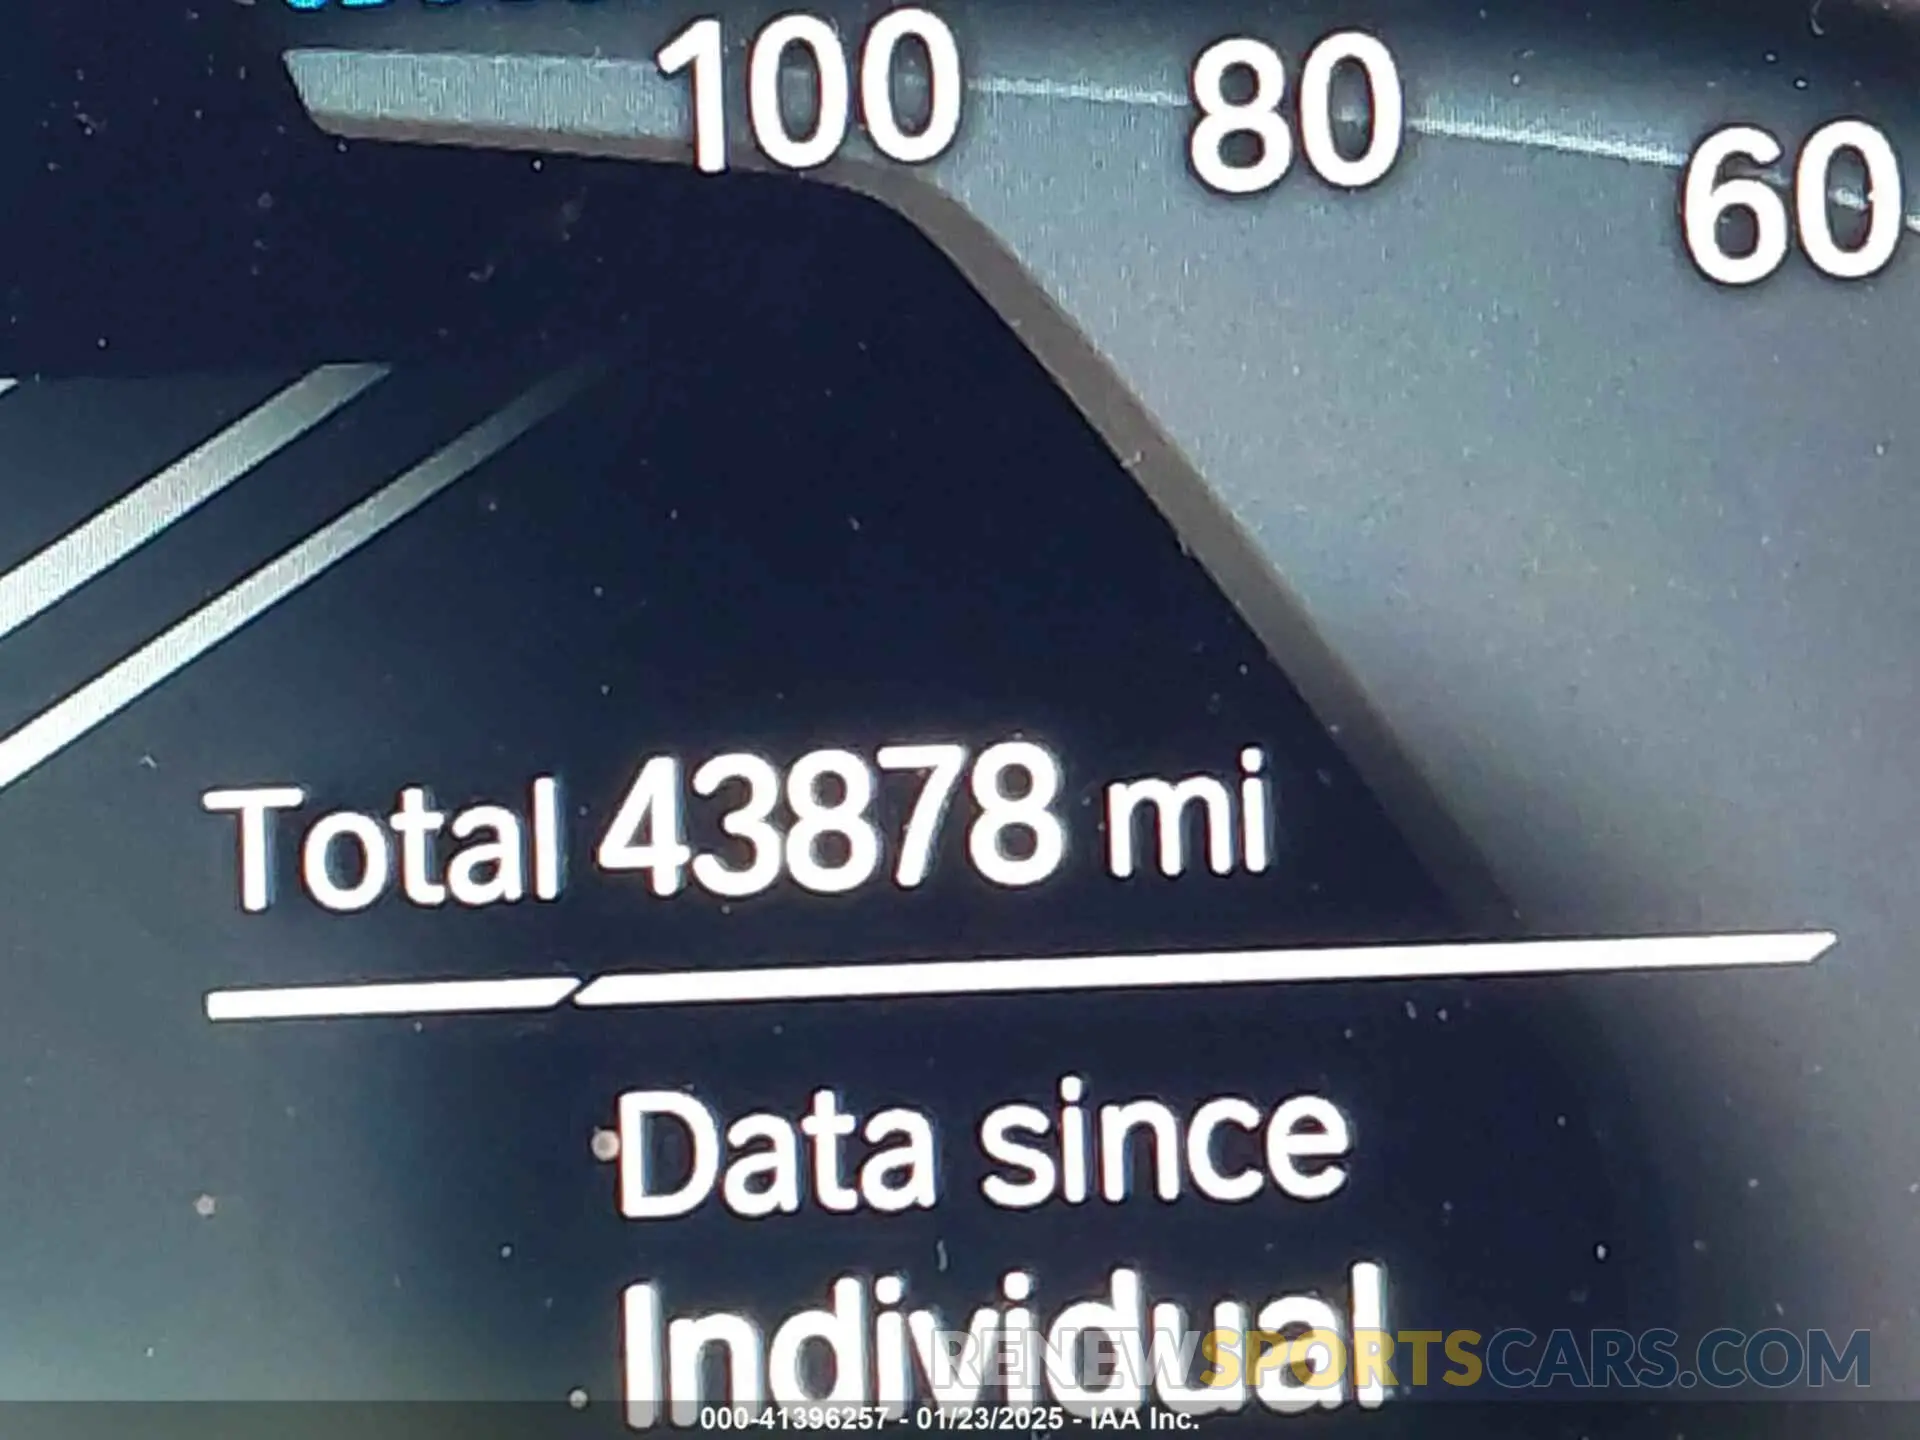 100 80 60
Total 43878 mi
Data since
Individual
RENEWSPORTSCARS.COM
000-41396257 - 01/23/2025 - IAA Inc.